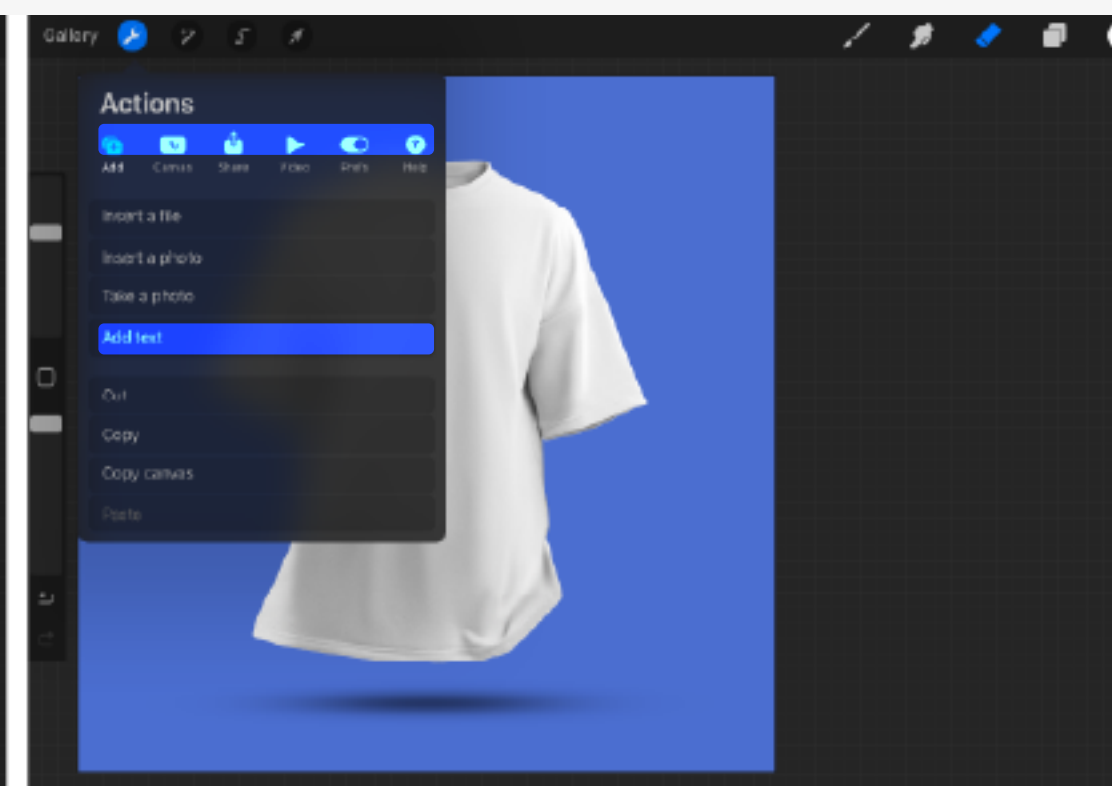 Gallery
Actions
Add Canvas Share Video Prefs Help
Insert a file
Insert a photo
Take a photo
Add text
Cut
Copy
Copy canvas
Paste